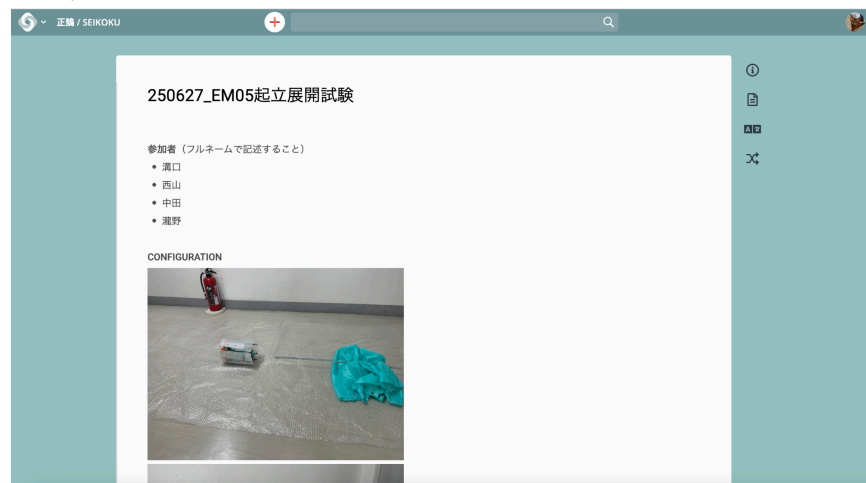 正鵠 / SEIKOKU
250627_EM05起立展開試験
参加者（フルネームで記述すること）
溝口
西山
中田
瀧野
CONFIGURATION